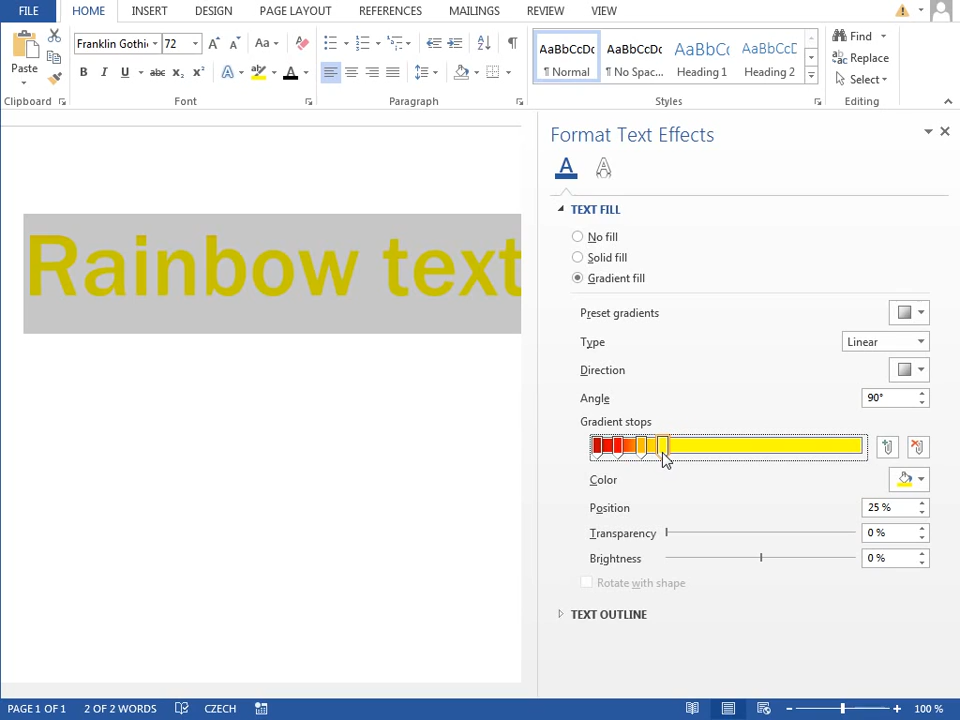 FILE HOME INSERT DESIGN PAGE LAYOUT REFERENCES MAILINGS REVIEW VIEW
Paste
Franklin Gothic 72 A A Aa
B I U abc x₂ x² A A
AaBbCcDc AaBbCcDc AaBbCc AaBbCcD
¶ Normal ¶ No Spac... Heading 1 Heading 2
Find
Replace
Select
Clipboard Font Paragraph Styles Editing
Format Text Effects
TEXT FILL
No fill
Solid fill
Gradient fill
Preset gradients
Type Linear
Direction
Angle 90°
Gradient stops
Color
Position 25 %
Transparency 0 %
Brightness 0 %
Rotate with shape
TEXT OUTLINE
Rainbow text
PAGE 1 OF 1 2 OF 2 WORDS CZECH 100 %